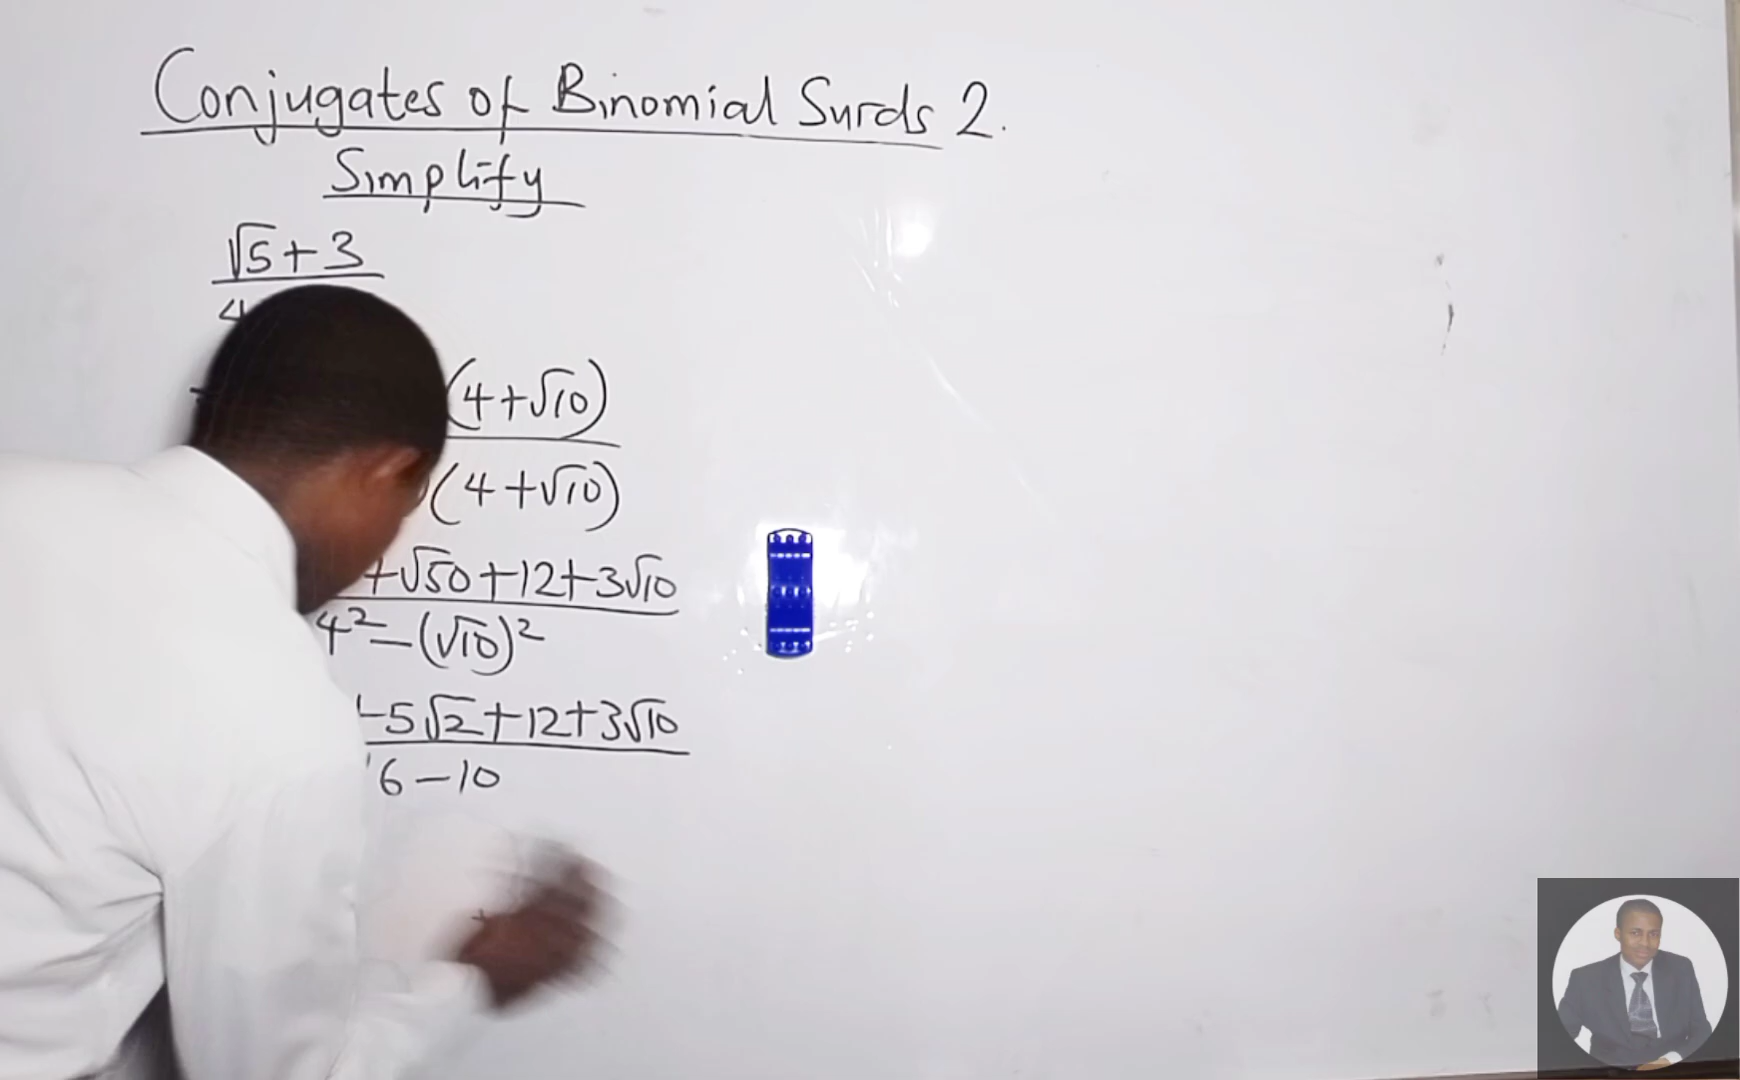 Conjugates of Binomial Surds 2.
Simplify
√5 + 3
4
(4 + √10)
(4 + √10)
+ √50 + 12 + 3√10
4² – (√10)²
5√2 + 12 + 3√10
6 – 10